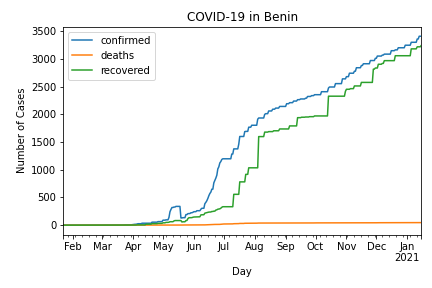 COVID-19 in Benin
Number of Cases
3500
3000
2500
2000
1500
1000
500
0
confirmed
deaths
recovered
Feb Mar Apr May Jun Jul Aug Sep Oct Nov Dec Jan
2021
Day